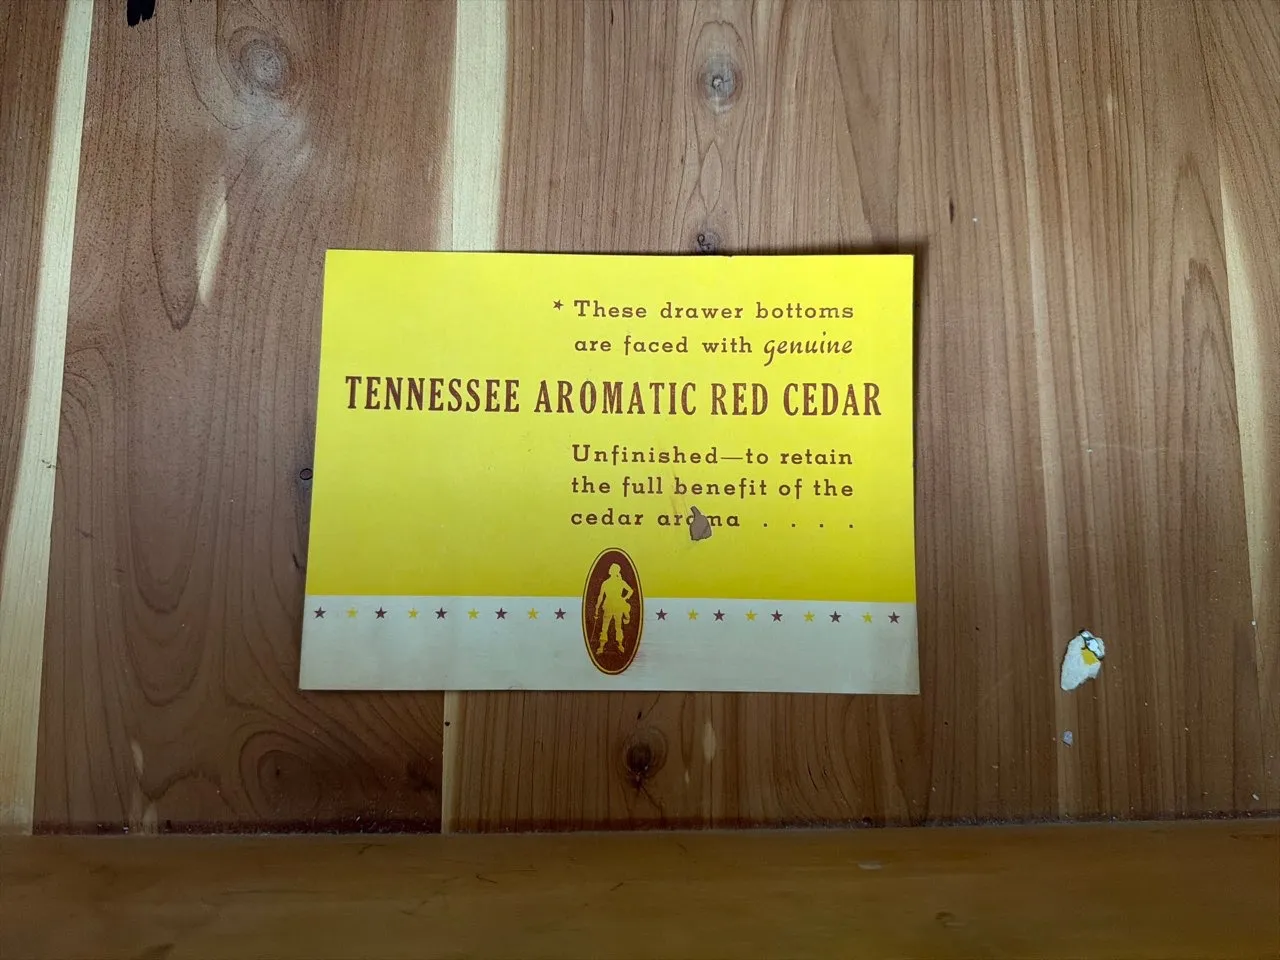 * These drawer bottoms
are faced with genuine
TENNESSEE AROMATIC RED CEDAR
Unfinished—to retain
the full benefit of the
cedar aroma . . . .